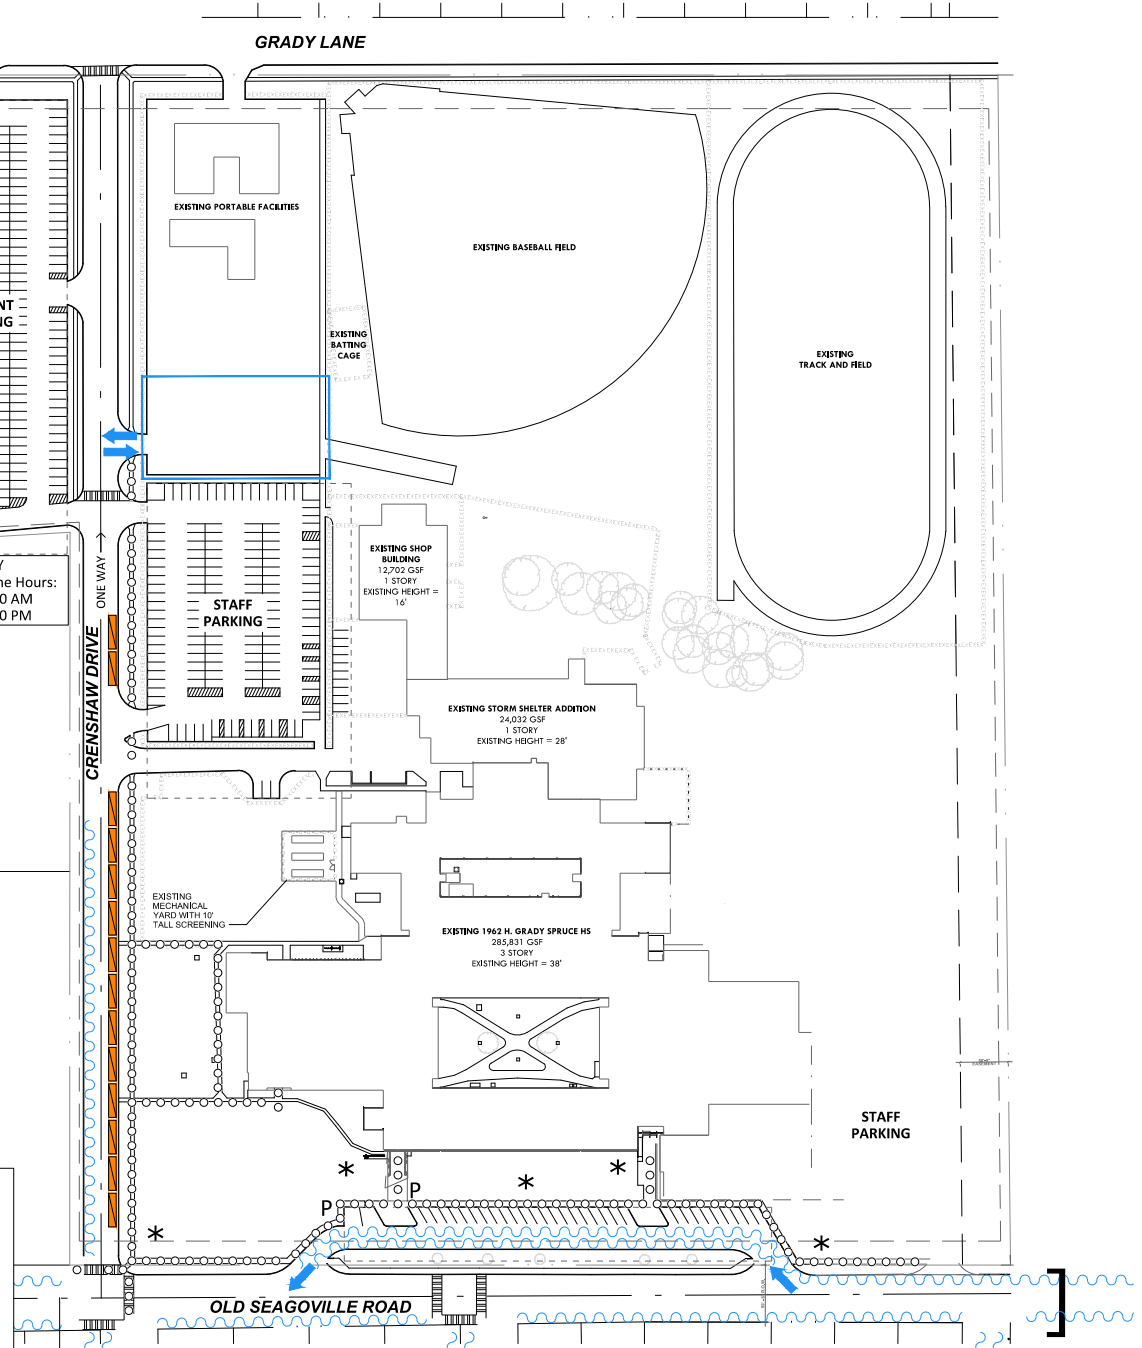 GRADY LANE
EXISTING PORTABLE FACILITIES
EXISTING BASEBALL FIELD
NT
NG
EXISTING
BATTING
CAGE
EXISTING
TRACK AND FIELD
EXISTING SHOP
BUILDING
12,702 GSF
1 STORY
EXISTING HEIGHT =
16'
Y
ne Hours:
0 AM
0 PM
ONE WAY
STAFF
PARKING
CRENSHAW DRIVE
EXISTING STORM SHELTER ADDITION
24,032 GSF
1 STORY
EXISTING HEIGHT = 28'
EXISTING
MECHANICAL
YARD WITH 10'
TALL SCREENING
EXISTING 1962 H. GRADY SPRUCE HS
285,831 GSF
3 STORY
EXISTING HEIGHT = 38'
STAFF
PARKING
P
P
OLD SEAGOVILLE ROAD